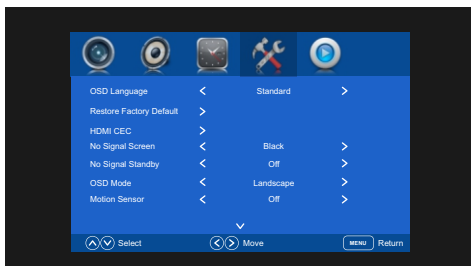 OSD Language Standard
Restore Factory Default
HDMI CEC
No Signal Screen Black
No Signal Standby Off
OSD Mode Landscape
Motion Sensor Off
Select Move MENU Return